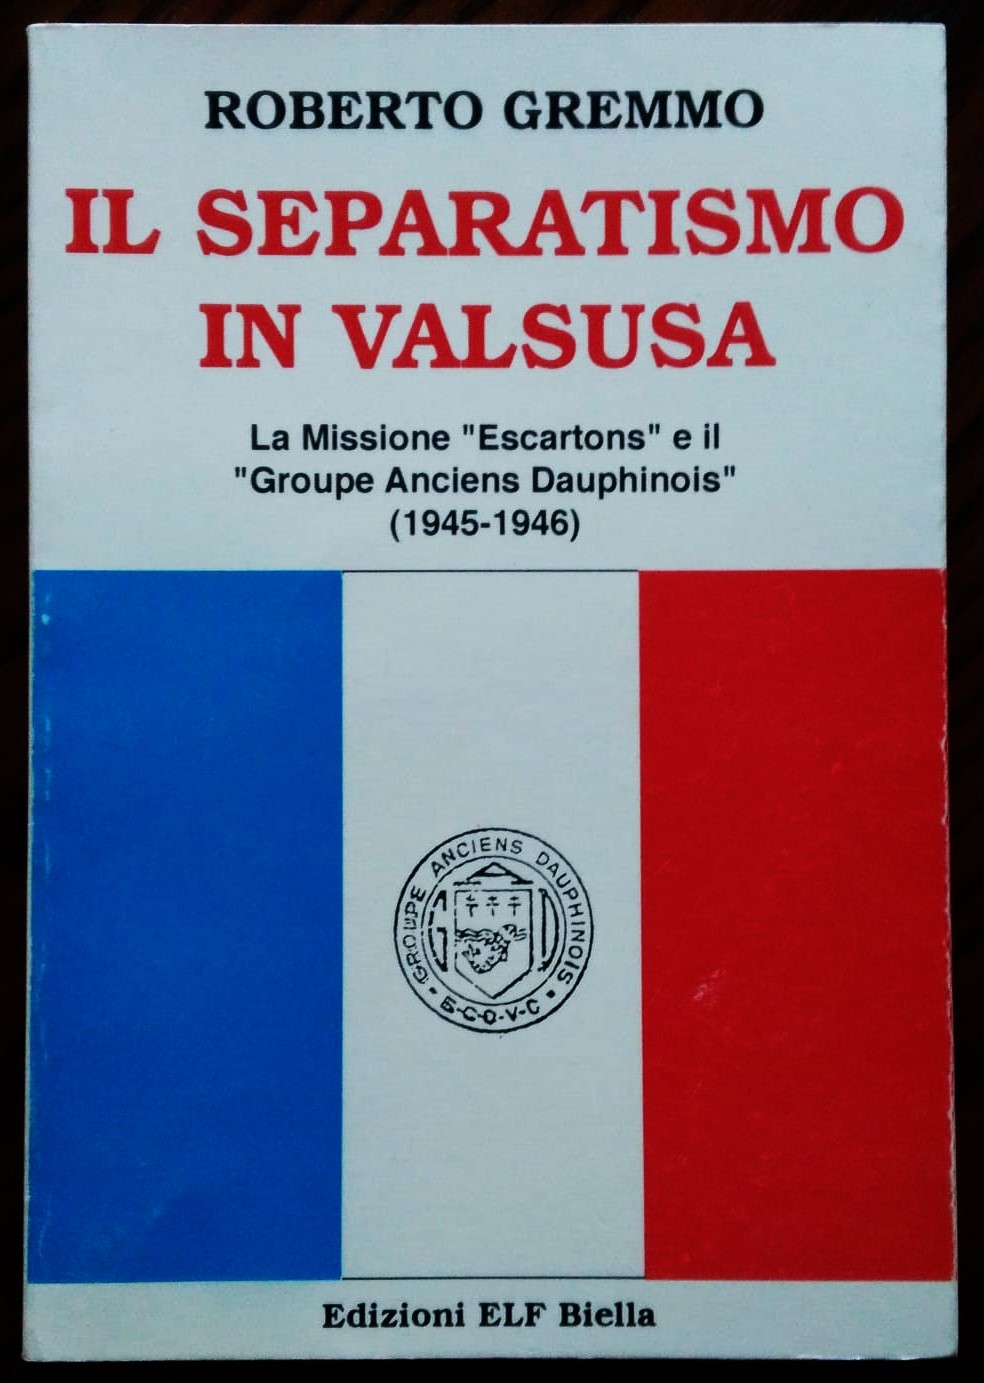 ROBERTO GREMMO
IL SEPARATISMO
IN VALSUSA
La Missione "Escartons" e il
"Groupe Anciens Dauphinois"
(1945-1946)
GROUPE ANCIENS DAUPHINOIS
Edizioni ELF Biella